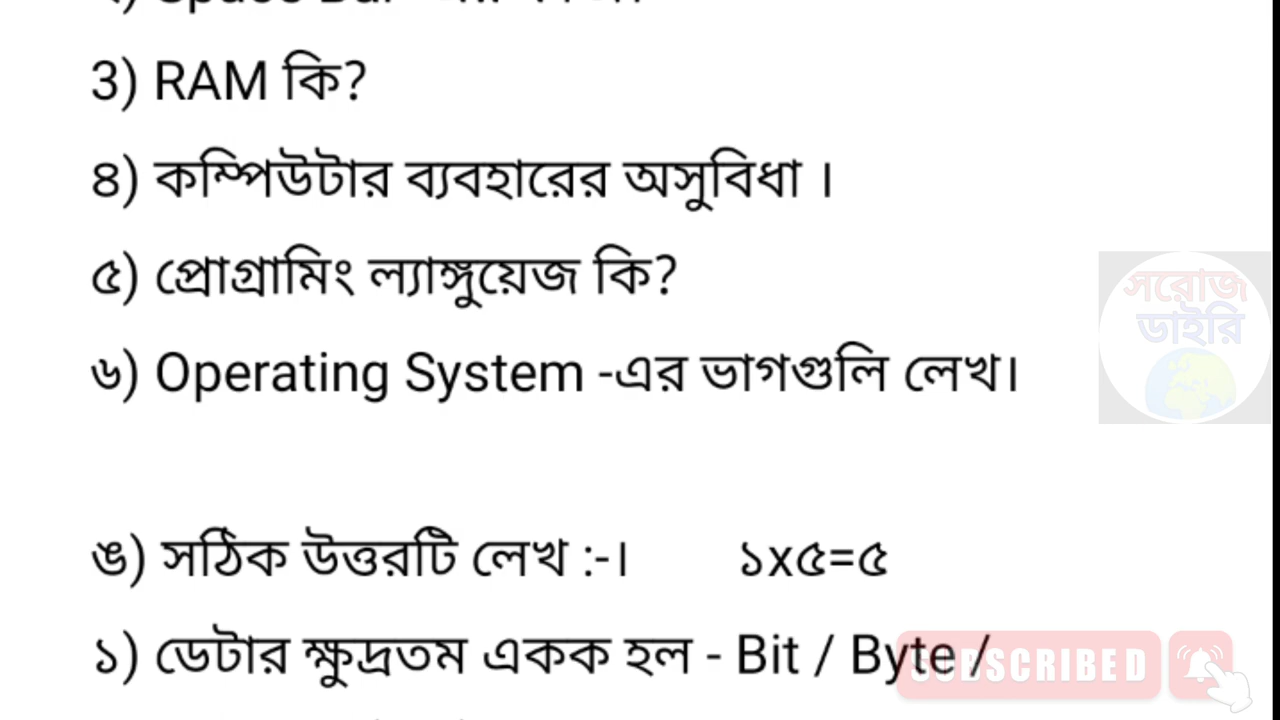 3) RAM কি?
৪) কম্পিউটার ব্যবহারের অসুবিধা ।
৫) প্রোগ্রামিং ল্যাঙ্গুয়েজ কি?
৬) Operating System -এর ভাগগুলি লেখ।
সরোজ
ডাইরি
ঙ) সঠিক উত্তরটি লেখ :-। ১x৫=৫
১) ডেটার ক্ষুদ্রতম একক হল - Bit / Byte /
SUBSCRIBED